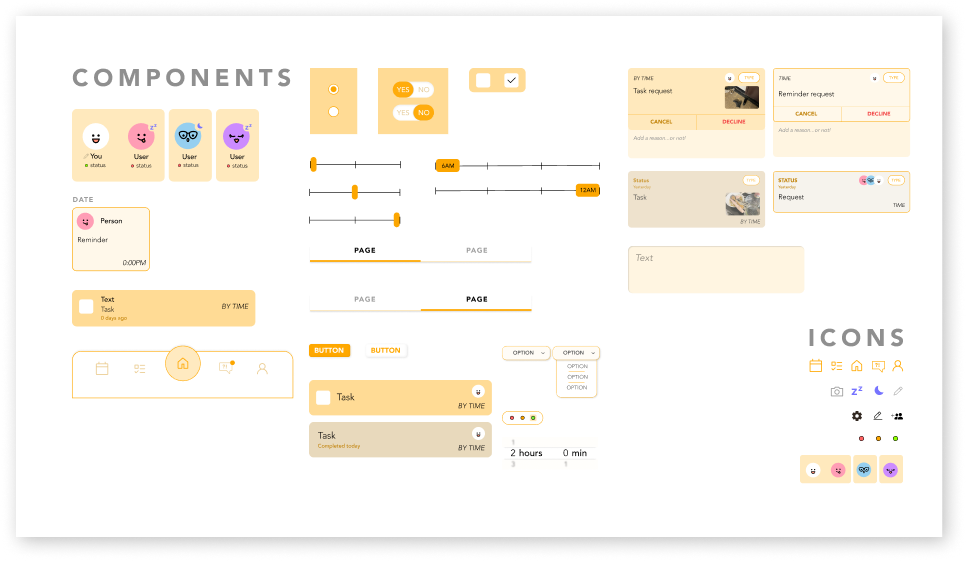 COMPONENTS
You
status
User
status
User
status
User
status
DATE
Person
Reminder
0:00PM
Text
Task
0 days ago
BY TIME
YES NO
YES NO
6AM
12AM
PAGE PAGE
PAGE PAGE
BUTTON BUTTON
Task
BY TIME
Task
Completed today
BY TIME
OPTION OPTION
OPTION
OPTION
OPTION
1
2 hours 0 min
3 1
BY TIME
TYPE
Task request
CANCEL DECLINE
Add a reason...or not!
TIME
TYPE
Reminder request
CANCEL DECLINE
Add a reason...or not!
Status
Yesterday
TYPE
Task
BY TIME
STATUS
Yesterday
TYPE
Request
TIME
Text
ICONS
zz